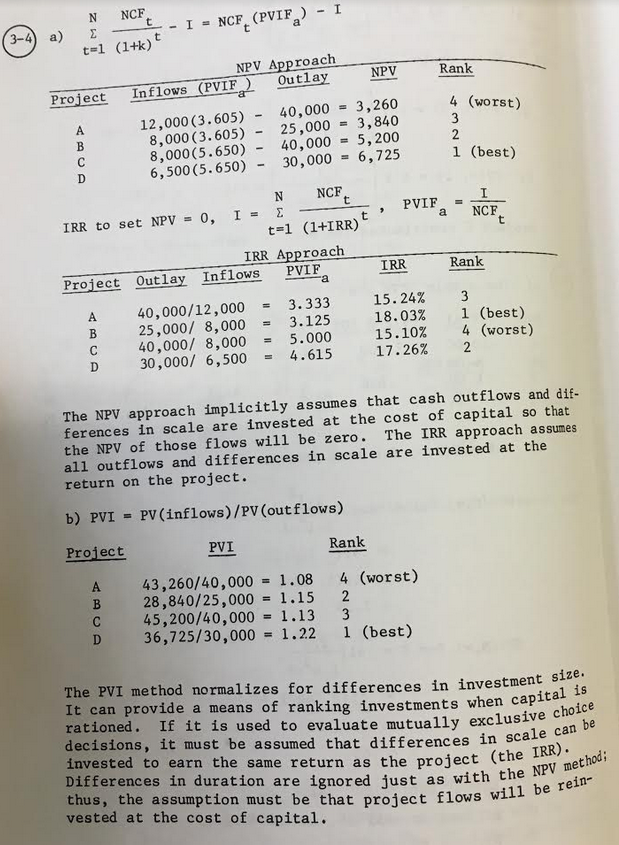 3-4 a) N Σ t=1 NCF_t / (1+k)^t - I = NCF_t (PVIF_a) - I
NPV Approach
Project Inflows (PVIF_a) Outlay NPV Rank
A 12,000(3.605) - 40,000 = 3,260 4 (worst)
B 8,000(3.605) - 25,000 = 3,840 3
C 8,000(5.650) - 40,000 = 5,200 2
D 6,500(5.650) - 30,000 = 6,725 1 (best)
IRR to set NPV = 0, I = N Σ t=1 NCF_t / (1+IRR)^t , PVIF_a = I / NCF_t
IRR Approach
Project Outlay Inflows PVIF_a IRR Rank
A 40,000/12,000 = 3.333 15.24% 3
B 25,000/ 8,000 = 3.125 18.03% 1 (best)
C 40,000/ 8,000 = 5.000 15.10% 4 (worst)
D 30,000/ 6,500 = 4.615 17.26% 2
The NPV approach implicitly assumes that cash outflows and dif-
ferences in scale are invested at the cost of capital so that
the NPV of those flows will be zero. The IRR approach assumes
all outflows and differences in scale are invested at the
return on the project.
b) PVI = PV(inflows)/PV(outflows)
Project PVI Rank
A 43,260/40,000 = 1.08 4 (worst)
B 28,840/25,000 = 1.15 2
C 45,200/40,000 = 1.13 3
D 36,725/30,000 = 1.22 1 (best)
The PVI method normalizes for differences in investment size.
It can provide a means of ranking investments when capital is
rationed. If it is used to evaluate mutually exclusive choice
decisions, it must be assumed that differences in scale can be
invested to earn the same return as the project (the IRR).
Differences in duration are ignored just as with the NPV method;
thus, the assumption must be that project flows will be rein-
vested at the cost of capital.